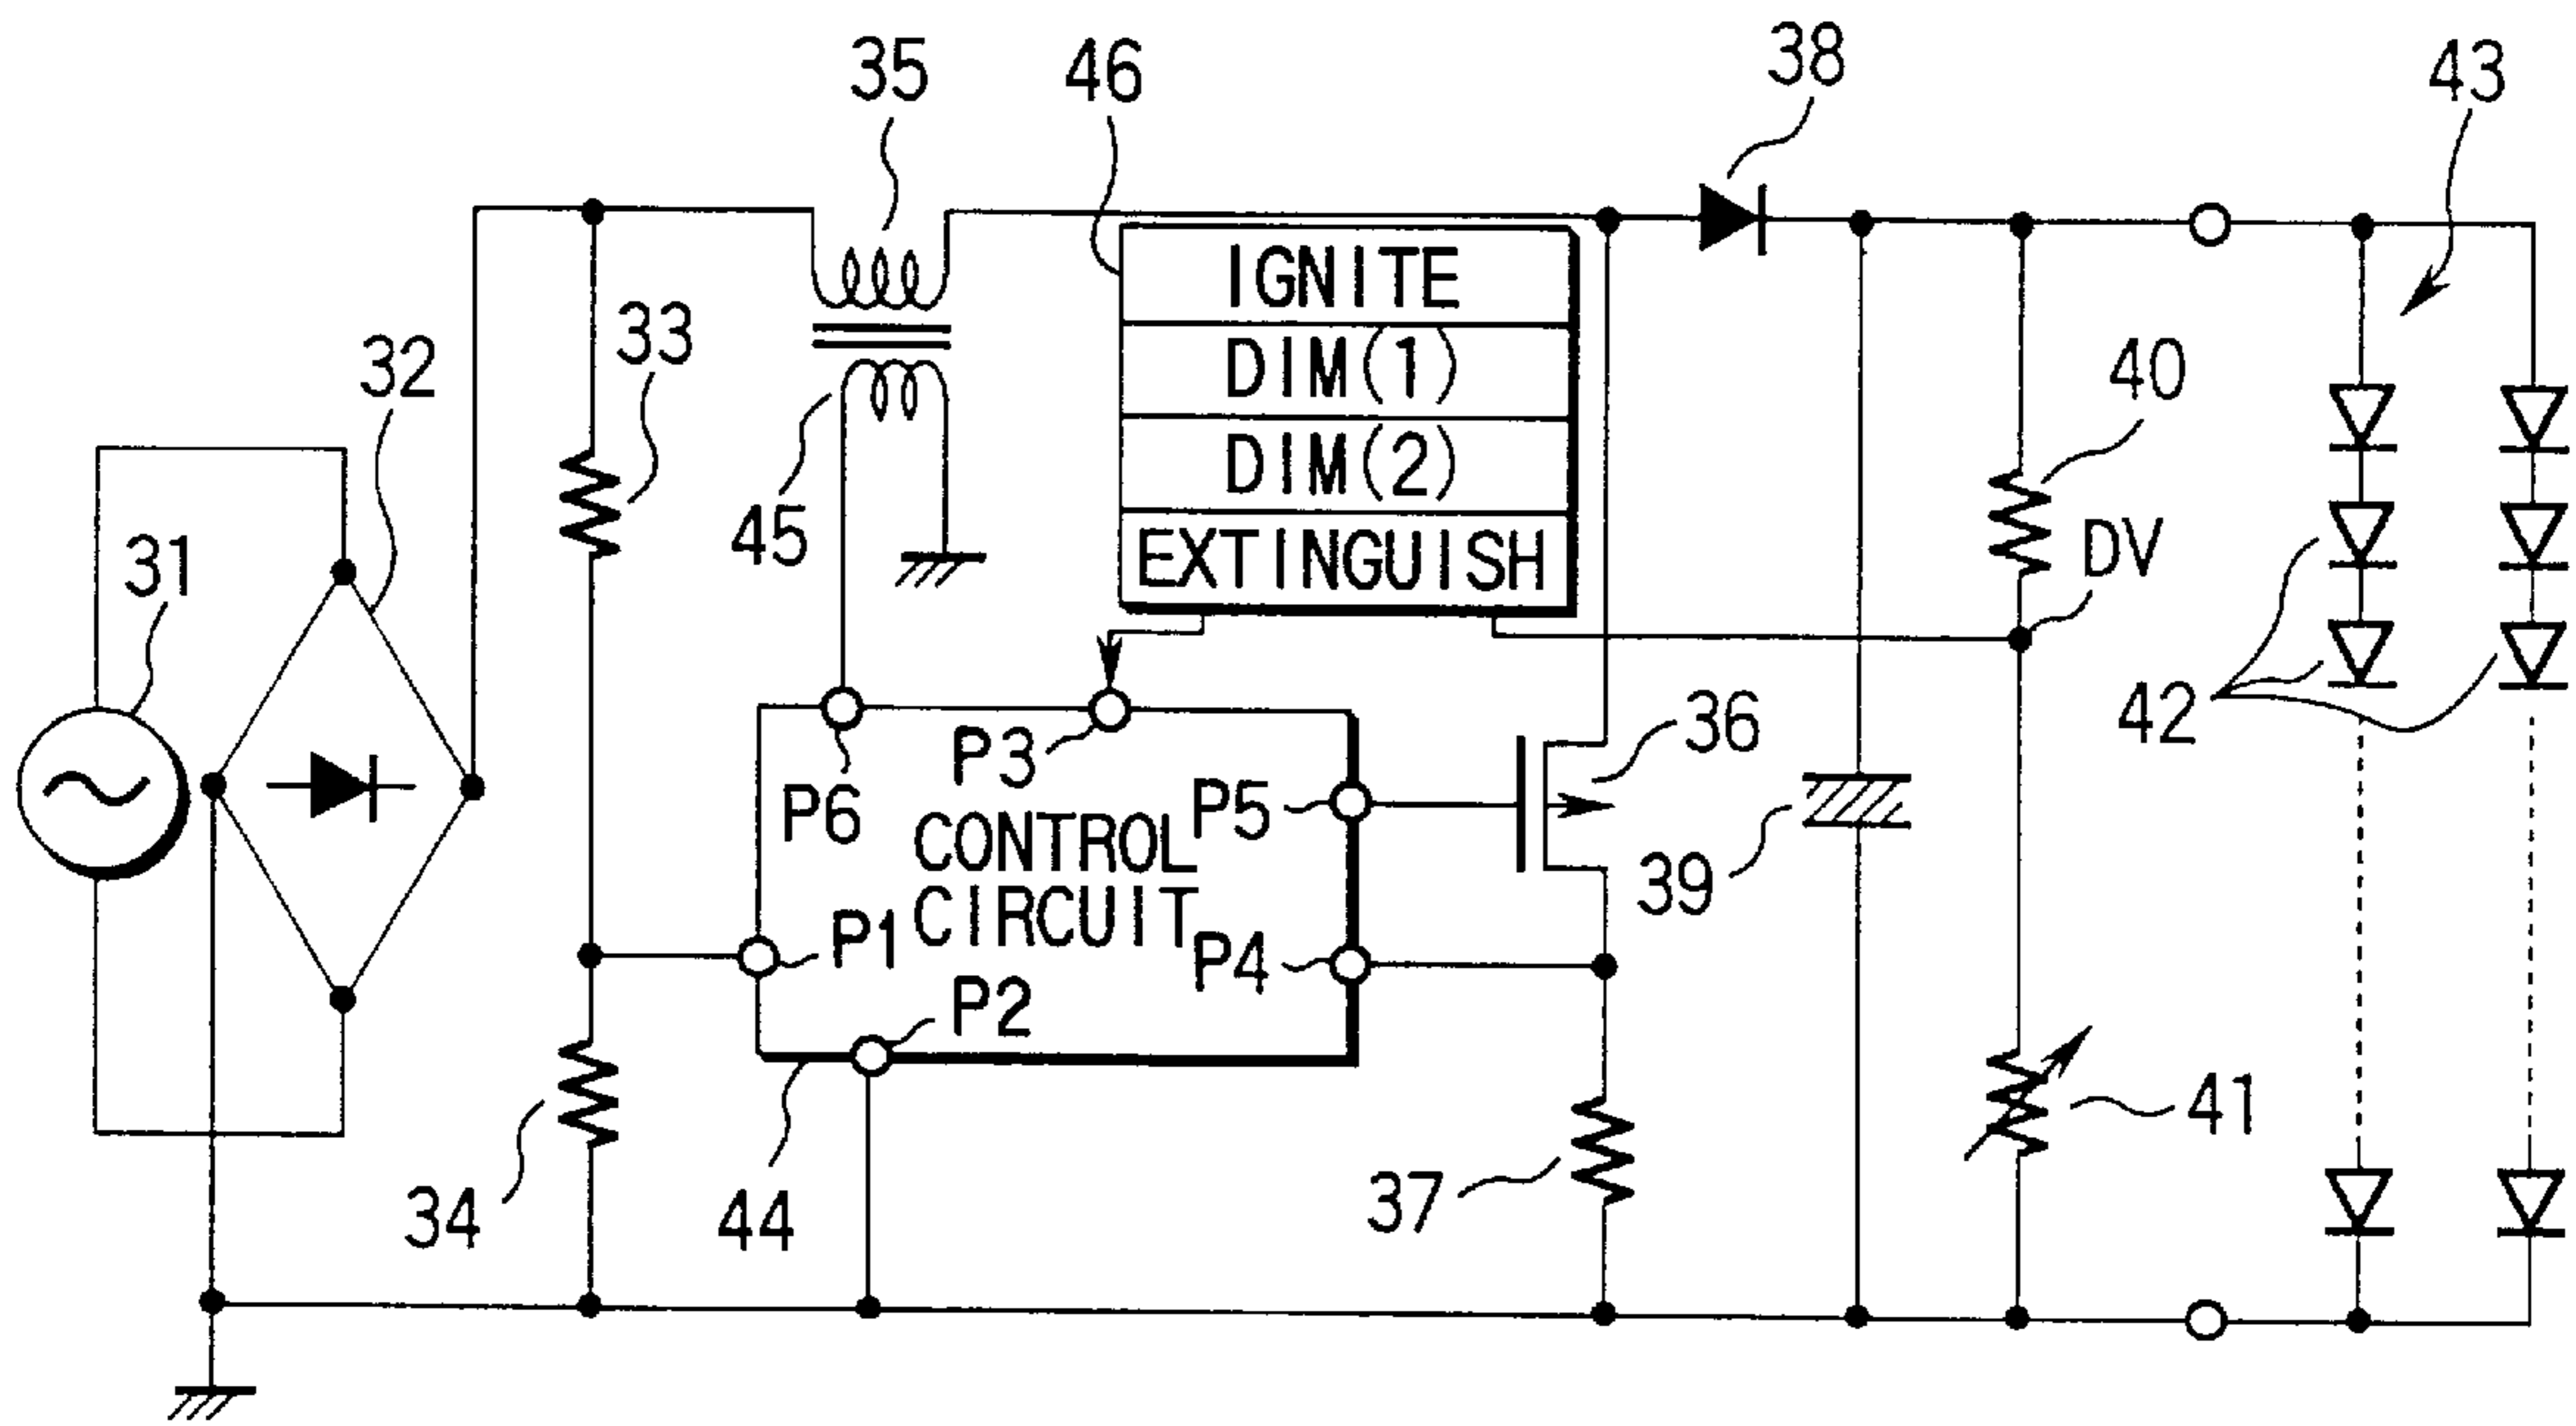 35
46
38
43
IGNITE
DIM(1)
DIM(2)
EXTINGUISH
33
32
40
45
31
DV
42
36
P3
P6
P5
CONTROL
CIRCUIT
39
P1
P4
P2
41
37
34
44